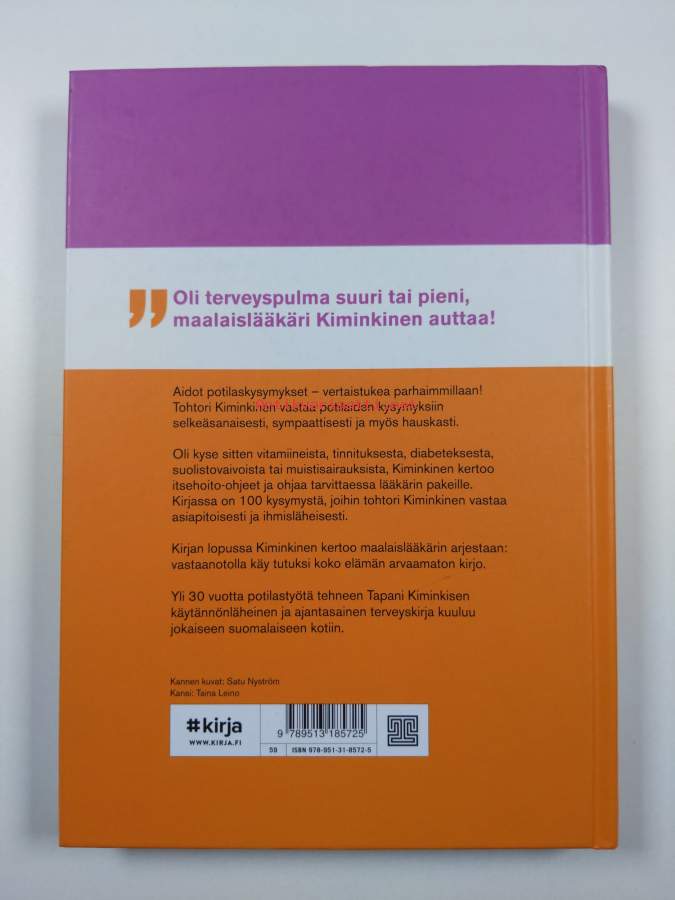 "
Oli terveyspulma suuri tai pieni,
maalaislääkäri Kiminkinen auttaa!
Aidot potilaskysymykset – vertaistukea parhaimmillaan!
Tohtori Kiminkinen vastaa potilaiden kysymyksiin
selkeäsanaisesti, sympaattisesti ja myös hauskasti.
Oli kyse sitten vitamiineista, tinnituksesta, diabeteksesta,
suolistovaivoista tai muistisairauksista, Kiminkinen kertoo
itsehoito-ohjeet ja ohjaa tarvittaessa lääkärin pakeille.
Kirjassa on 100 kysymystä, joihin tohtori Kiminkinen vastaa
asiapitoisesti ja ihmisläheisesti.
Kirjan lopussa Kiminkinen kertoo maalaislääkärin arjestaan:
vastaanotolla käy tutuksi koko elämän arvaamaton kirjo.
Yli 30 vuotta potilastyötä tehneen Tapani Kiminkisen
käytännönläheinen ja ajantasainen terveyskirja kuuluu
jokaiseen suomalaiseen kotiin.
Kannen kuvat: Satu Nyström
Kansi: Taina Leino
#kirja
WWW.KIRJA.FI
9 789513 185725
59
ISBN 978-951-31-8572-5